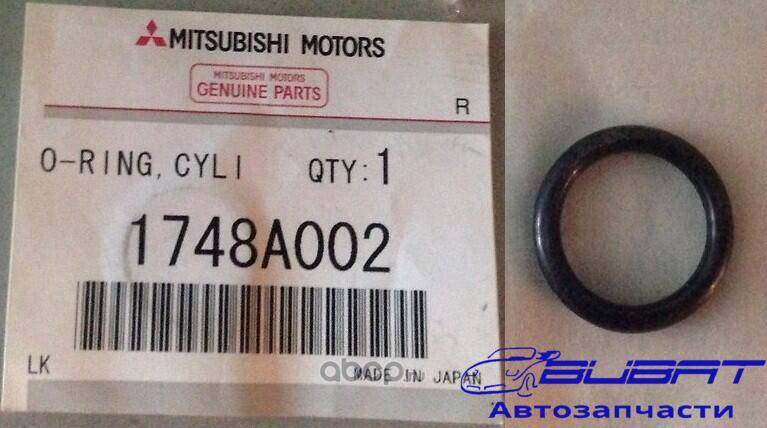 MITSUBISHI MOTORS
MITSUBISHI MOTORS
GENUINE PARTS
R
O-RING, CYLI QTY: 1
1748A002
LK
MADE IN JAPAN
BUBAT
Автозапчасти